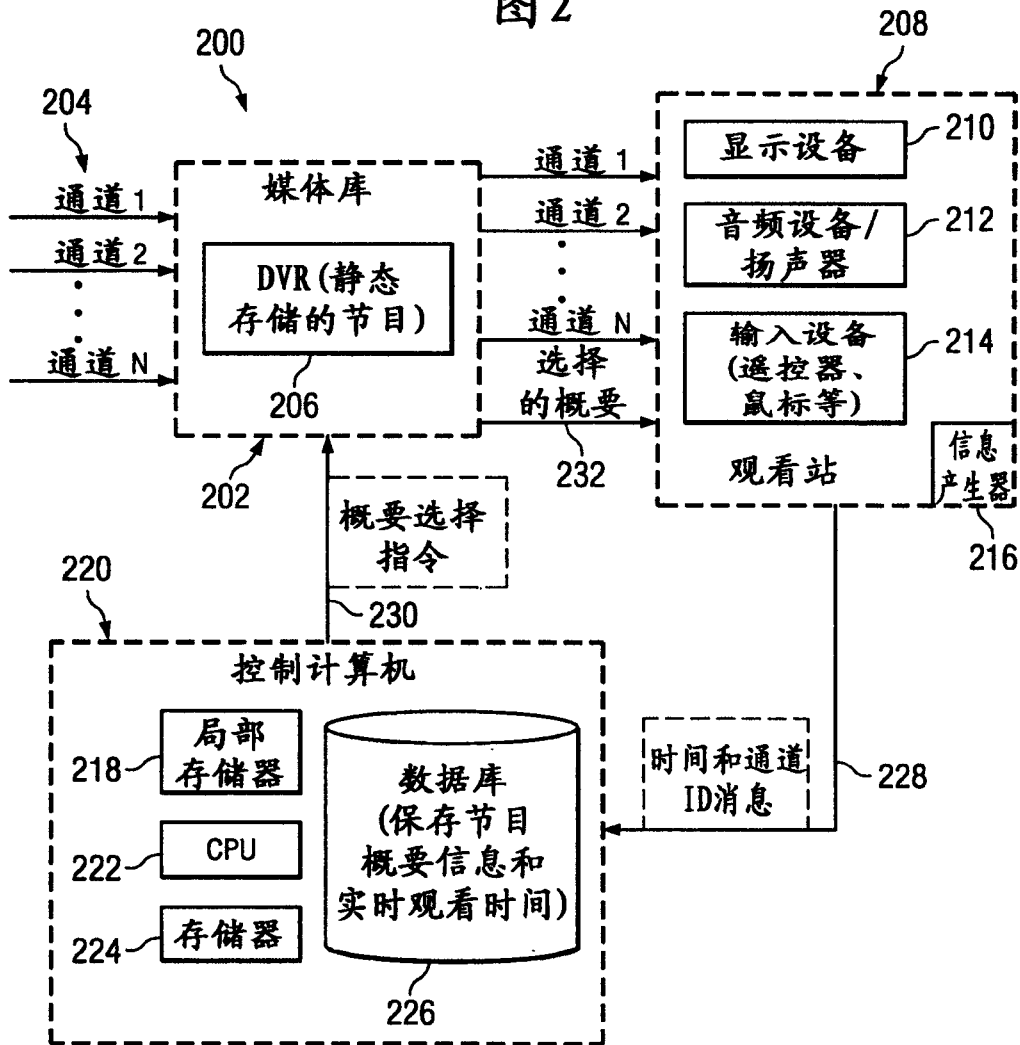 图2
200
204
通道1
通道2
通道N
媒体库
DVR(静态
存储的节目)
206
202
通道1
通道2
通道N
选择
的概要
232
208
显示设备
210
音频设备/
扬声器
212
输入设备
(遥控器、
鼠标等)
214
观看站
信息
产生器
216
概要选择
指令
230
220
控制计算机
局部
存储器
218
CPU
222
存储器
224
数据库
(保存节目
概要信息和
实时观看时间)
226
时间和通道
ID消息
228